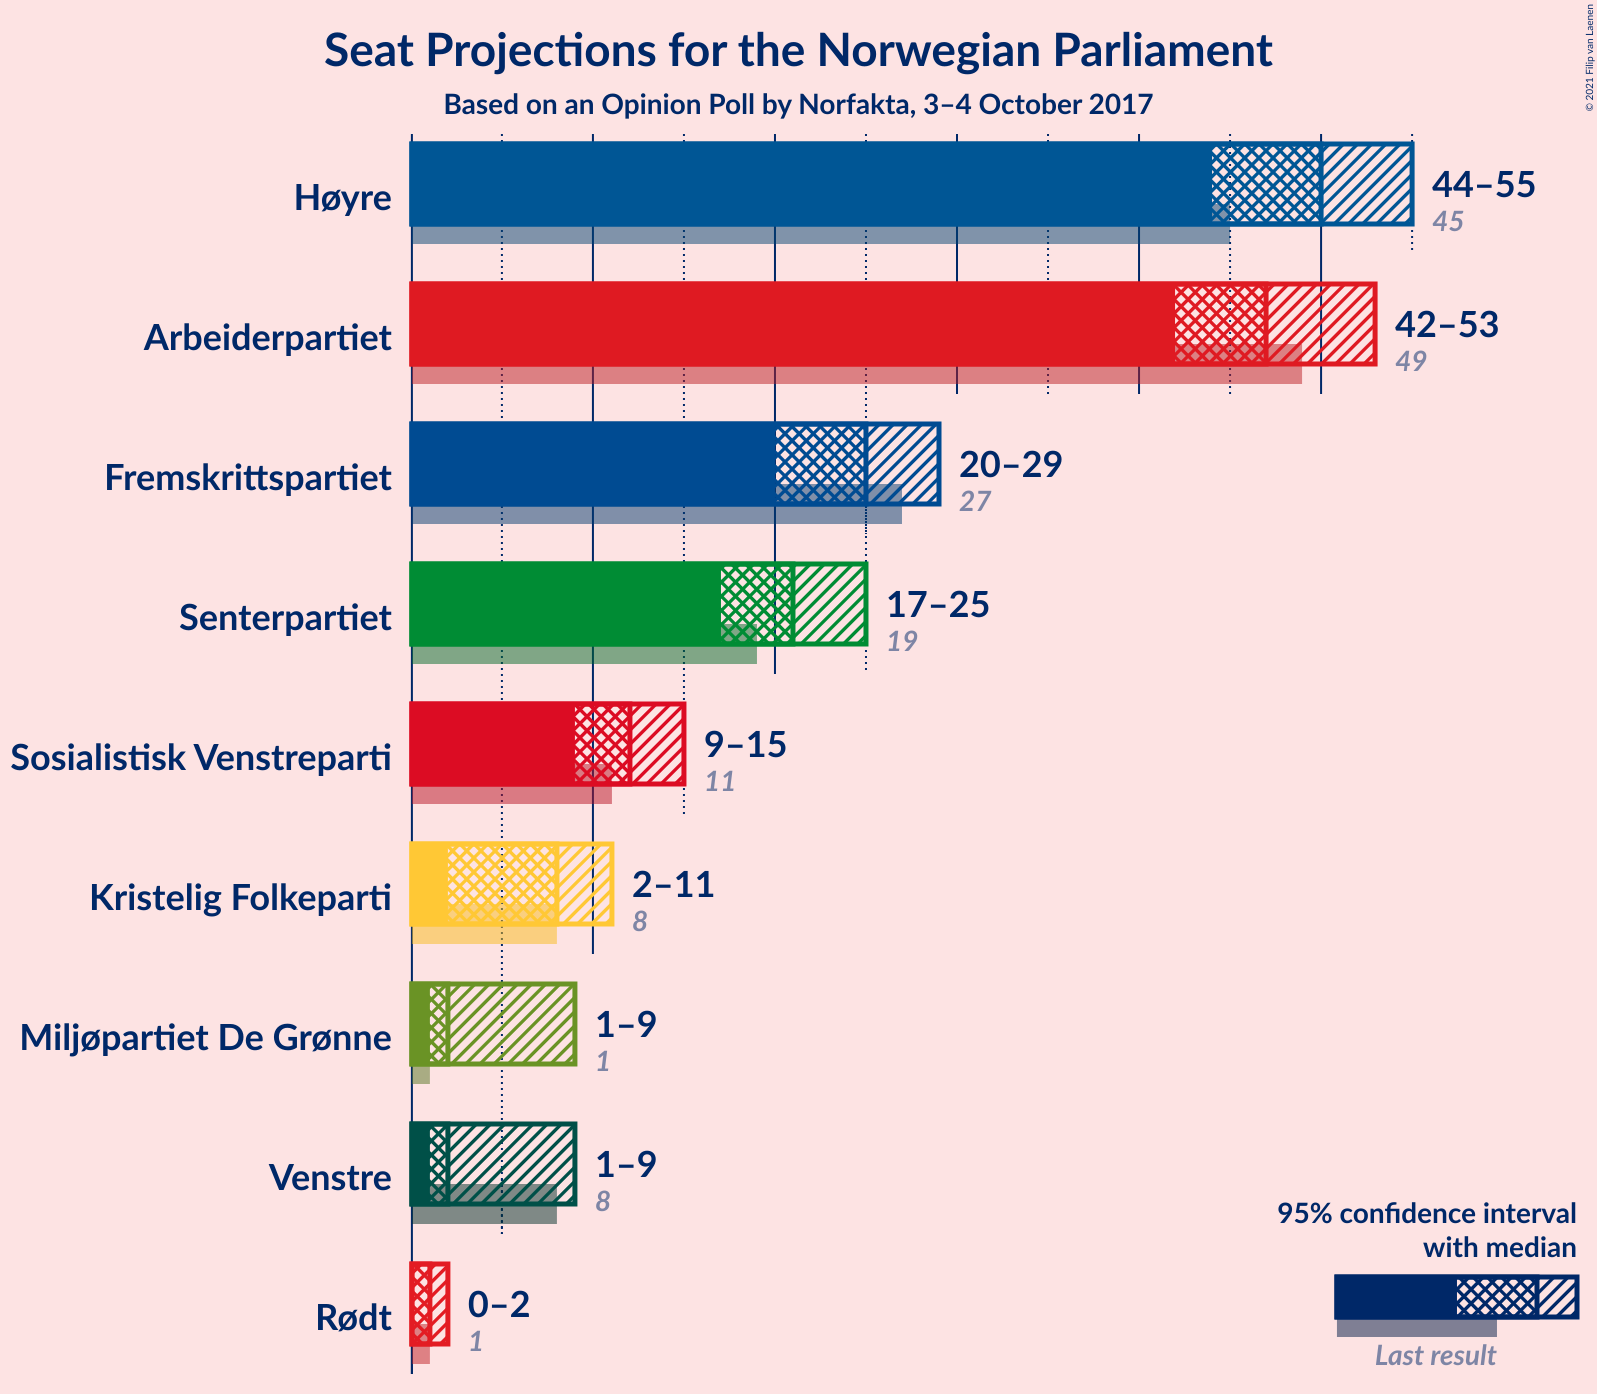 Seat Projections for the Norwegian Parliament
Based on an Opinion Poll by Norfakta, 3–4 October 2017
© 2021 Filip van Laenen
Høyre
44–55
45
Arbeiderpartiet
42–53
49
Fremskrittspartiet
20–29
27
Senterpartiet
17–25
19
Sosialistisk Venstreparti
9–15
11
Kristelig Folkeparti
2–11
8
Miljøpartiet De Grønne
1–9
1
Venstre
1–9
8
Rødt
0–2
1
95% confidence interval
with median
Last result